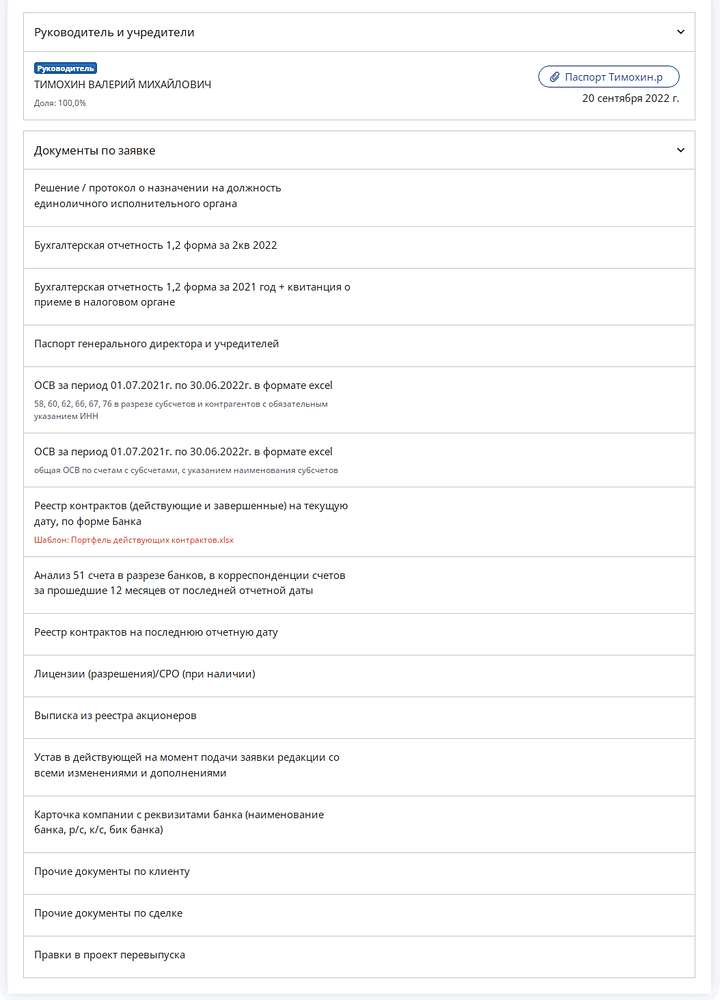 Руководитель и учредители
Руководитель
ТИМОХИН ВАЛЕРИЙ МИХАЙЛОВИЧ
Доля: 100,0%
Паспорт Тимохин.p
20 сентября 2022 г.
Документы по заявке
Решение / протокол о назначении на должность
единоличного исполнительного органа
Бухгалтерская отчетность 1,2 форма за 2кв 2022
Бухгалтерская отчетность 1,2 форма за 2021 год + квитанция о
приеме в налоговом органе
Паспорт генерального директора и учредителей
ОСВ за период 01.07.2021г. по 30.06.2022г. в формате excel
58, 60, 62, 66, 67, 76 в разрезе субсчетов и контрагентов с обязательным
указанием ИНН
ОСВ за период 01.07.2021г. по 30.06.2022г. в формате excel
общая ОСВ по счетам с субсчетами, с указанием наименования субсчетов
Реестр контрактов (действующие и завершенные) на текущую
дату, по форме Банка
Шаблон: Портфель действующих контрактов.xlsx
Анализ 51 счета в разрезе банков, в корреспонденции счетов
за прошедшие 12 месяцев от последней отчетной даты
Реестр контрактов на последнюю отчетную дату
Лицензии (разрешения)/СРО (при наличии)
Выписка из реестра акционеров
Устав в действующей на момент подачи заявки редакции со
всеми изменениями и дополнениями
Карточка компании с реквизитами банка (наименование
банка, р/с, к/с, бик банка)
Прочие документы по клиенту
Прочие документы по сделке
Правки в проект перевыпуска